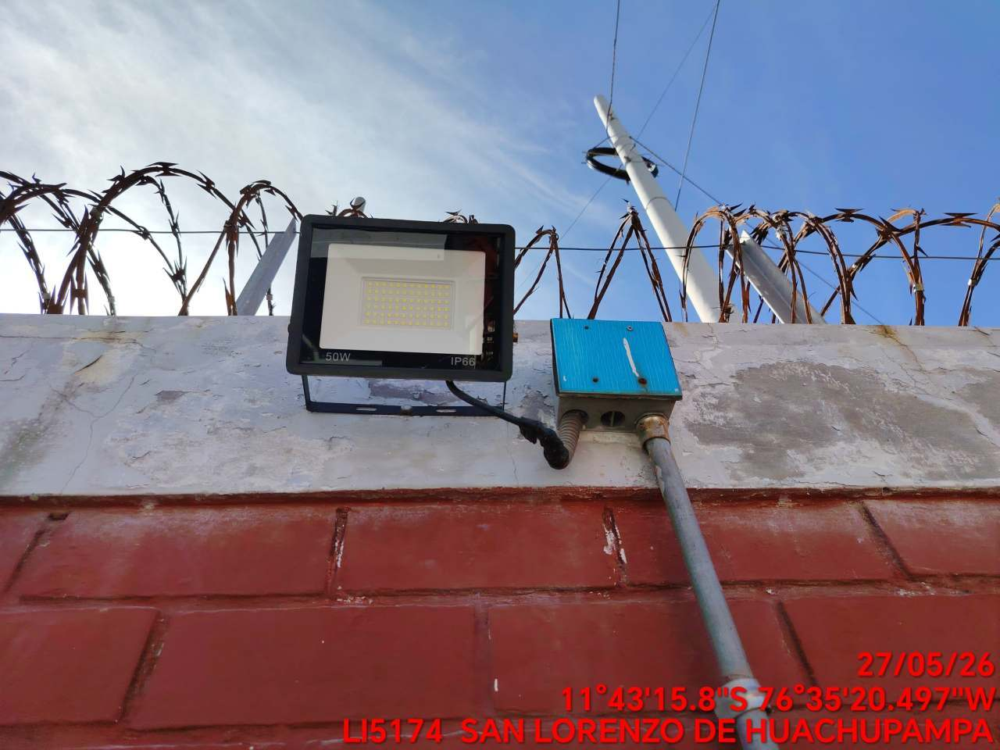 50W IP66
27/05/26
11°43'15.8"S 76°35'20.497"W
LI5174 SAN LORENZO DE HUACHUPAMPA